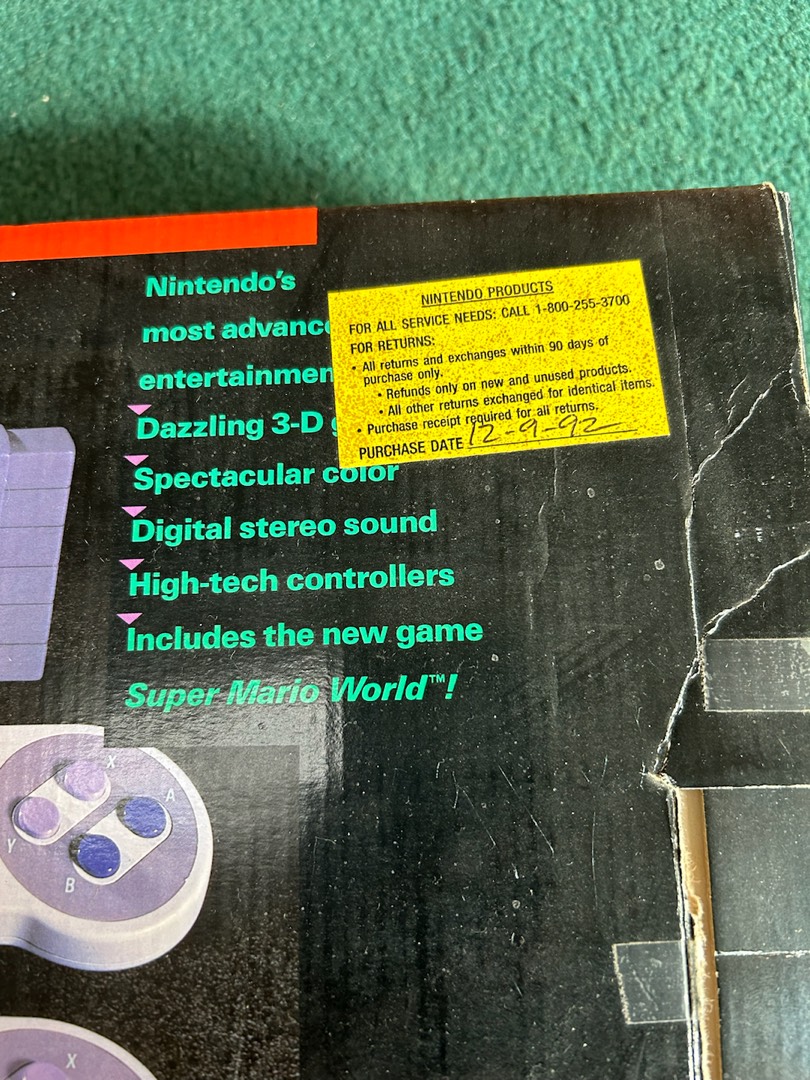 Nintendo's
most advance
entertainmen
Dazzling 3-D
Spectacular color
Digital stereo sound
High-tech controllers
Includes the new game
Super Mario World™!
NINTENDO PRODUCTS
FOR ALL SERVICE NEEDS: CALL 1-800-255-3700
FOR RETURNS:
• All returns and exchanges within 90 days of
purchase only.
• Refunds only on new and unused products.
• All other returns exchanged for identical items.
• Purchase receipt required for all returns.
PURCHASE DATE 12-9-92
X
A
Y
B
X